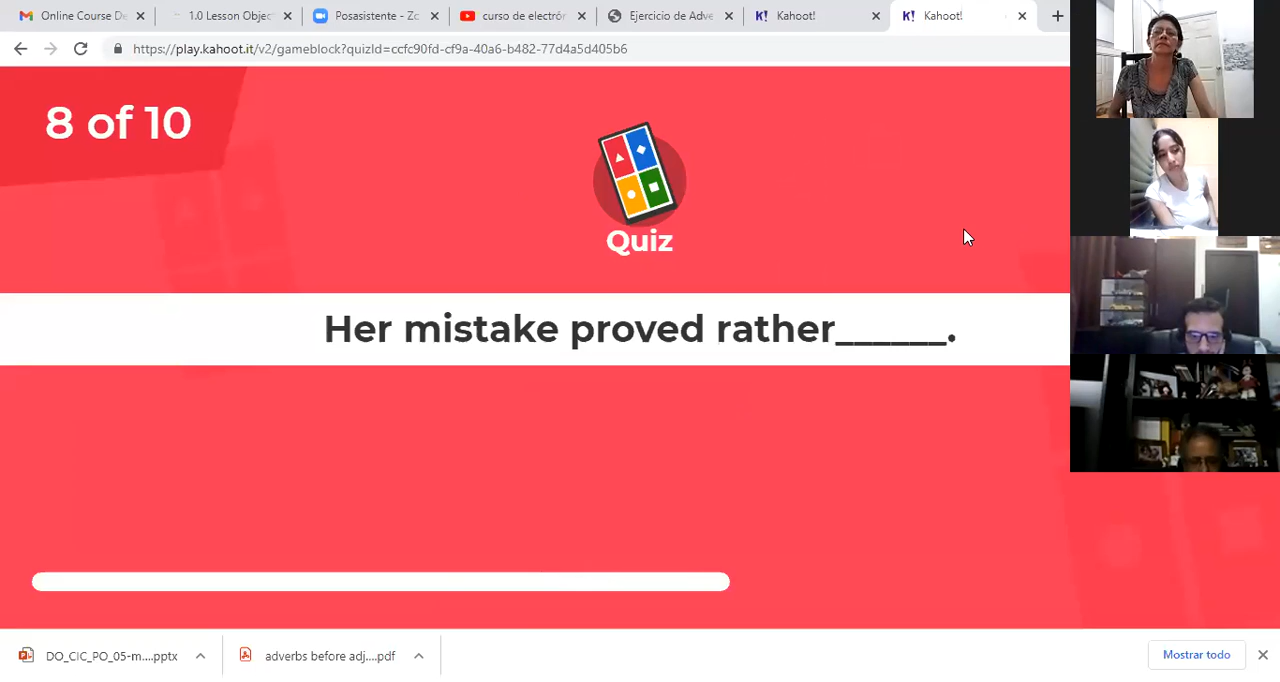 Online Course De
1.0 Lesson Object
Posasistente - Zo
curso de electrór
Ejercicio de Adve
Kahoot!
Kahoot!
https://play.kahoot.it/v2/gameblock?quizId=ccfc90fd-cf9a-40a6-b482-77d4a5d405b6
8 of 10
Quiz
Her mistake proved rather______.
DO_CIC_PO_05-m....pptx
adverbs before adj....pdf
Mostrar todo